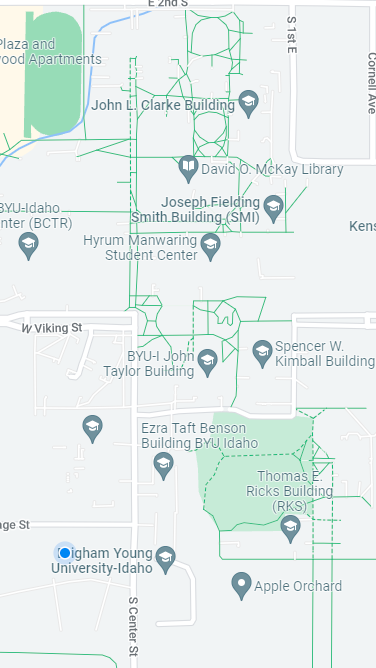 E 2nd S
S 1st E
Cornell Ave
Plaza and
wood Apartments
John L. Clarke Building
David O. McKay Library
Joseph Fielding
Smith Building (SMI)
BYU-Idaho
nter (BCTR)
Kens
Hyrum Manwaring
Student Center
W Viking St
BYU-I John
Taylor Building
Spencer W.
Kimball Building
Ezra Taft Benson
Building BYU Idaho
Thomas E.
Ricks Building
(RKS)
age St
Brigham Young
University-Idaho
Apple Orchard
S Center St